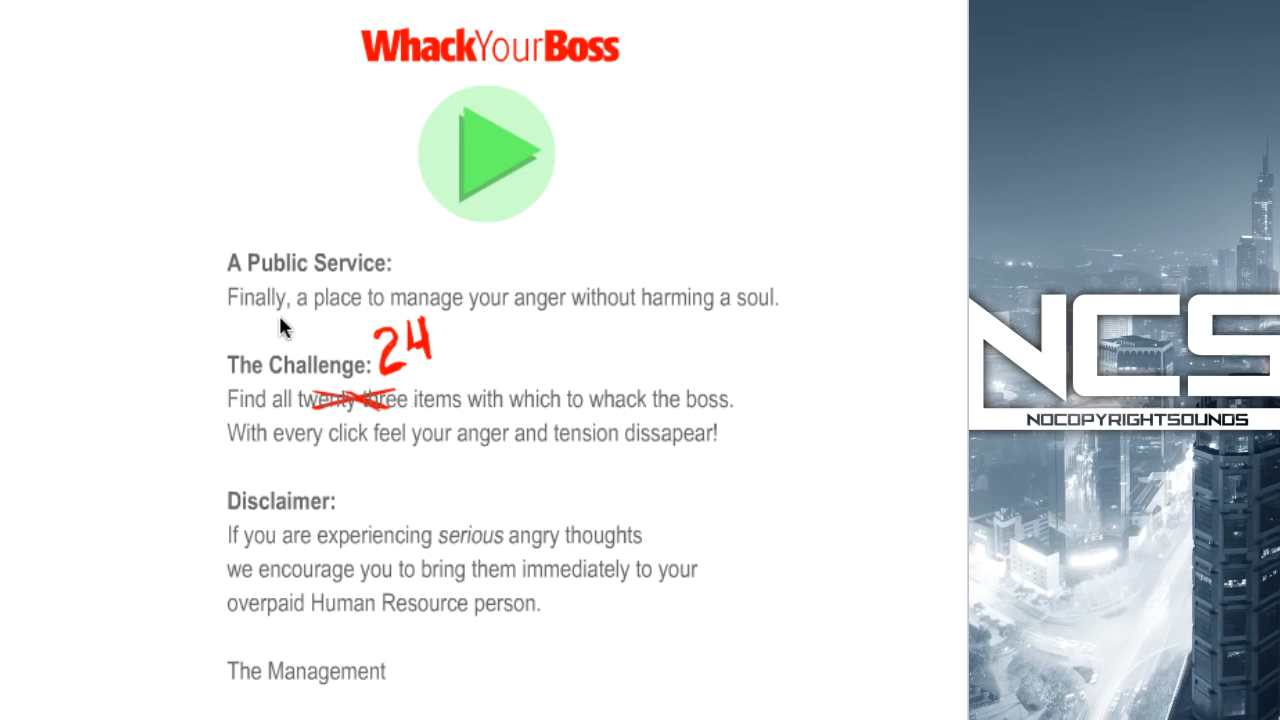 WhackYourBoss
A Public Service:
Finally, a place to manage your anger without harming a soul.
24
The Challenge:
Find all twenty three items with which to whack the boss.
With every click feel your anger and tension dissapear!
Disclaimer:
If you are experiencing serious angry thoughts
we encourage you to bring them immediately to your
overpaid Human Resource person.
The Management
NCS
NOCOPYRIGHTSOUNDS